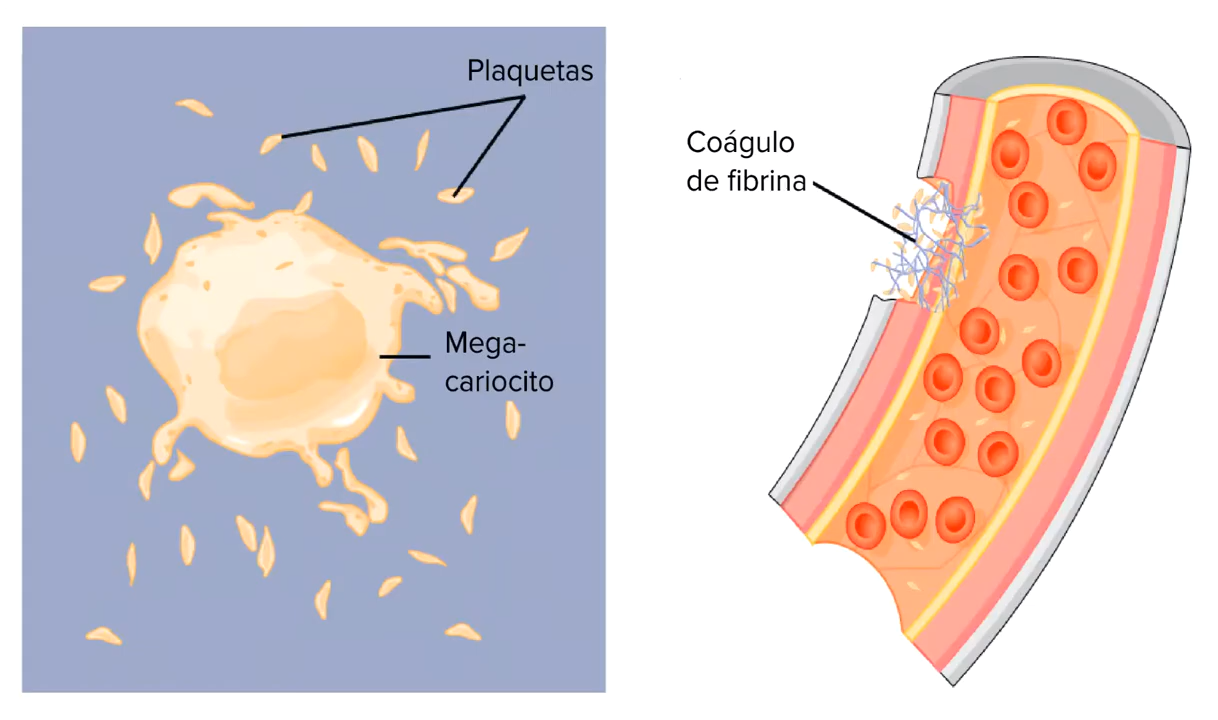 Plaquetas
Mega-
cariocito
Coágulo
de fibrina